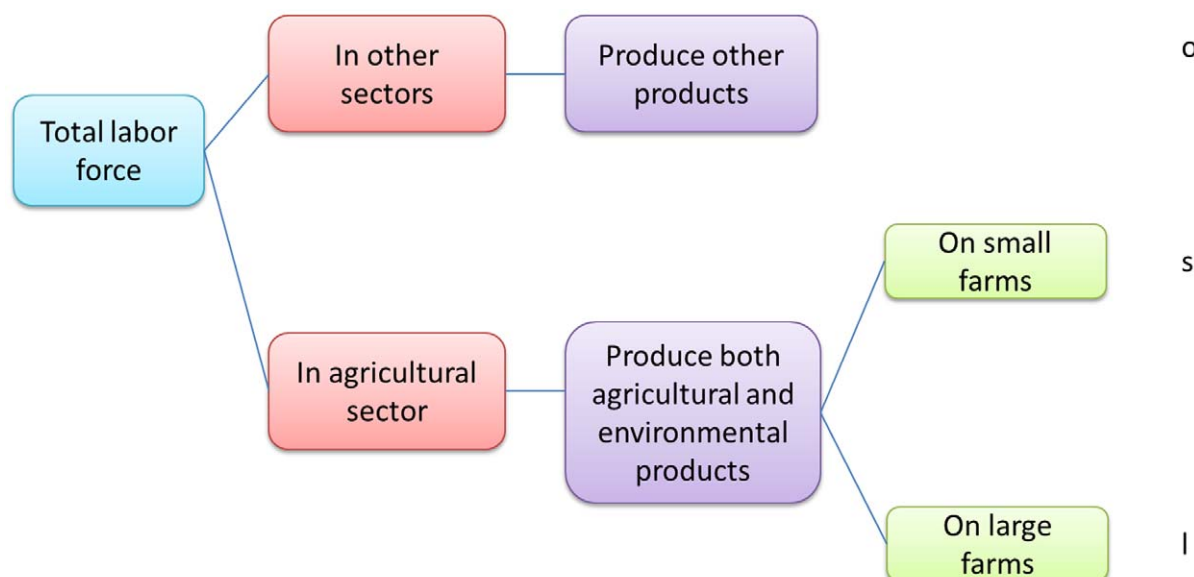 Total labor
force
In other
sectors
Produce other
products
o
In agricultural
sector
Produce both
agricultural and
environmental
products
On small
farms
s
On large
farms
l